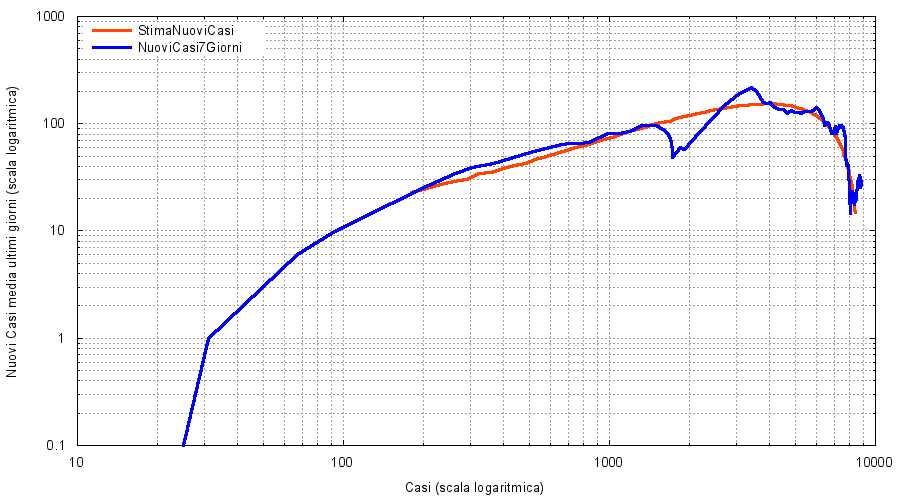 1000
100
10
1
0.1
Nuovi Casi media ultimi giorni (scala logaritmica)
StimaNuoviCasi
NuoviCasi7Giorni
10 100 1000 10000
Casi (scala logaritmica)